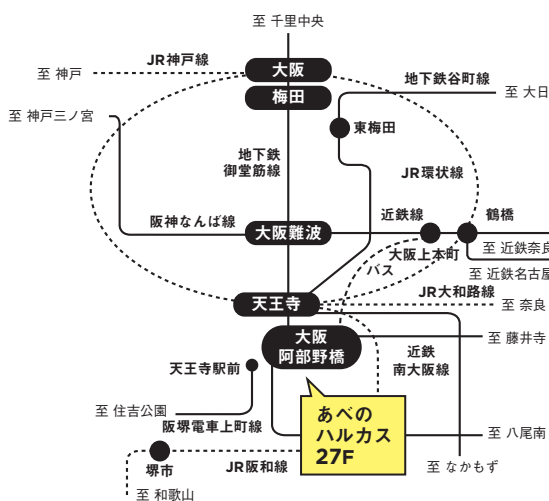 至 千里中央
JR神戸線
大阪
至 神戸
梅田
地下鉄谷町線
至 大日
至 神戸三ノ宮
東梅田
地下鉄
御堂筋線
JR環状線
阪神なんば線
大阪難波
近鉄線
鶴橋
大阪上本町
至 近鉄奈良
バス
至 近鉄名古屋
天王寺
JR大和路線
至 奈良
大阪
阿部野橋
至 藤井寺
天王寺駅前
近鉄
南大阪線
至 住吉公園
阪堺電車上町線
あべの
ハルカス
27F
至 八尾南
堺市
JR阪和線
至 なかもず
至 和歌山